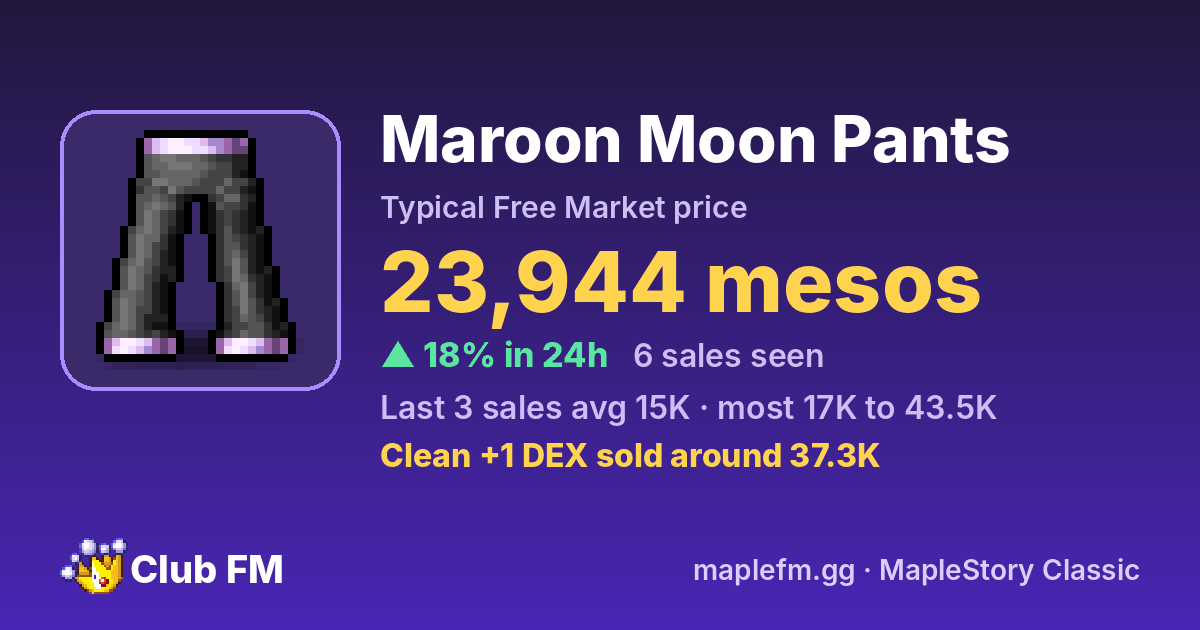 Maroon Moon Pants
Typical Free Market price
23,944 mesos
▲ 18% in 24h 6 sales seen
Last 3 sales avg 15K · most 17K to 43.5K
Clean +1 DEX sold around 37.3K
Club FM
maplefm.gg · MapleStory Classic